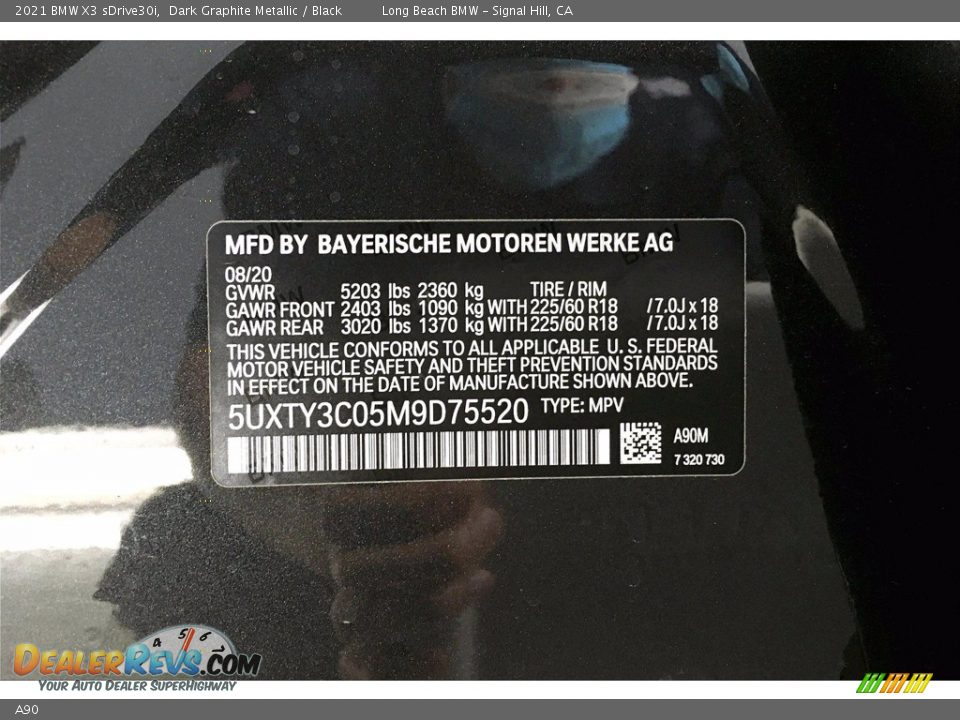 2021 BMW X3 sDrive30i, Dark Graphite Metallic / Black Long Beach BMW - Signal Hill, CA
MFD BY BAYERISCHE MOTOREN WERKE AG
08/20
GVWR 5203 lbs 2360 kg TIRE / RIM
GAWR FRONT 2403 lbs 1090 kg WITH 225/60 R18 / 7.0J x 18
GAWR REAR 3020 lbs 1370 kg WITH 225/60 R18 / 7.0J x 18
THIS VEHICLE CONFORMS TO ALL APPLICABLE U. S. FEDERAL
MOTOR VEHICLE SAFETY AND THEFT PREVENTION STANDARDS
IN EFFECT ON THE DATE OF MANUFACTURE SHOWN ABOVE.
5UXTY3C05M9D75520 TYPE: MPV
A90M
7 320 730
4 5 6 7
DEALERREVS.COM
YOUR AUTO DEALER SUPERHIGHWAY
A90